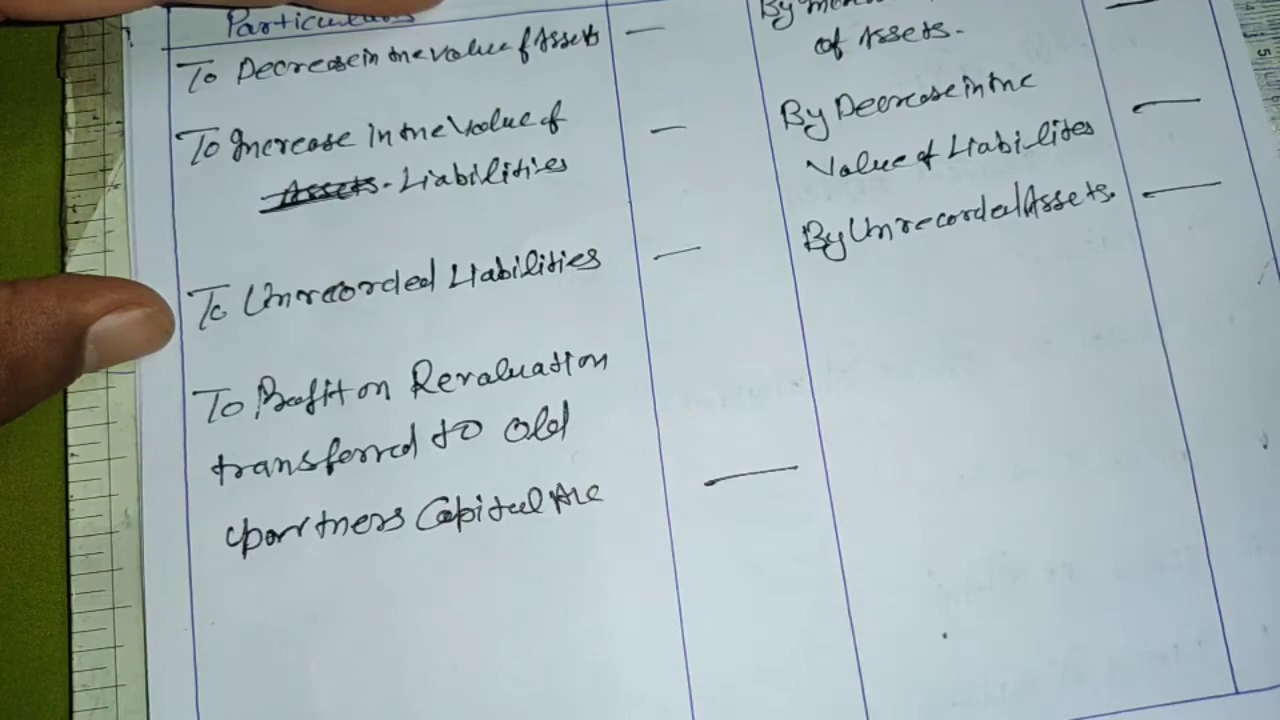 Particulars
To Decrease in the value of Assets
To Increase in the Value of
Assets - Liabilities
To Unrecorded Liabilities
To Profit on Revaluation
transferred to old
partners Capital A/c
By
of Assets.
By Decrease in the
Value of Liabilites
By Unrecorded Assets.